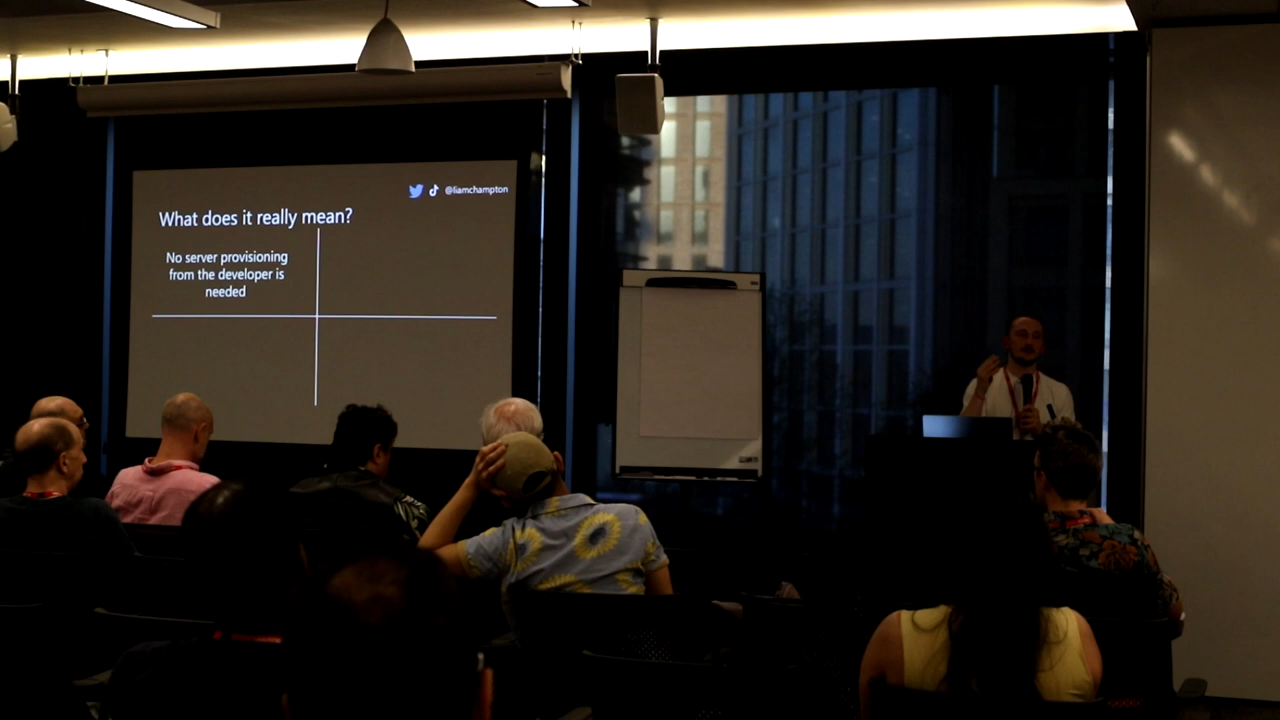 @liamchampton
What does it really mean?
No server provisioning
from the developer is
needed